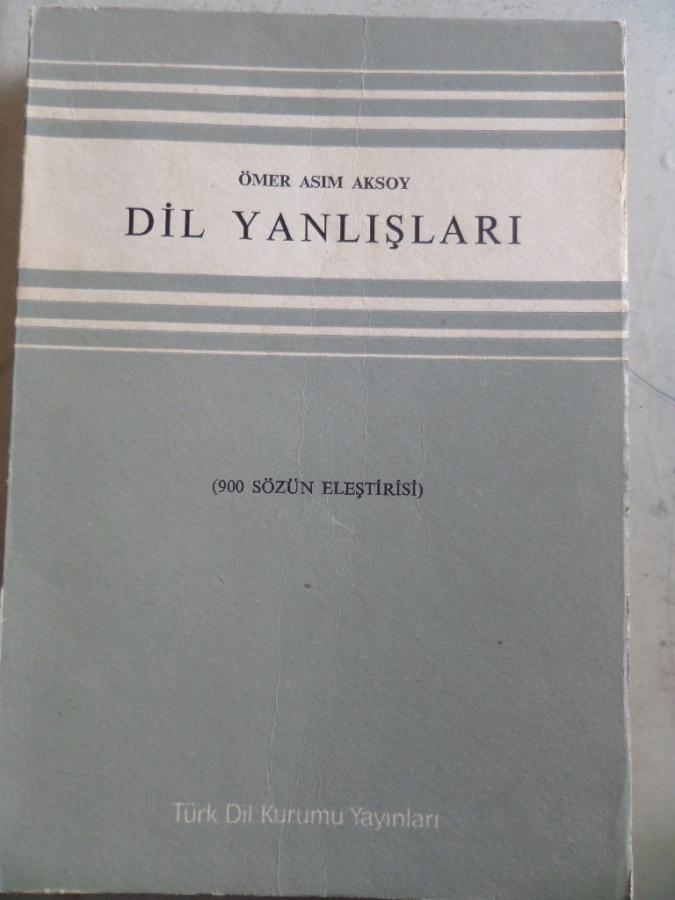 ÖMER ASIM AKSOY
DİL YANLIŞLARI
(900 SÖZÜN ELEŞTİRİSİ)
Türk Dil Kurumu Yayınları